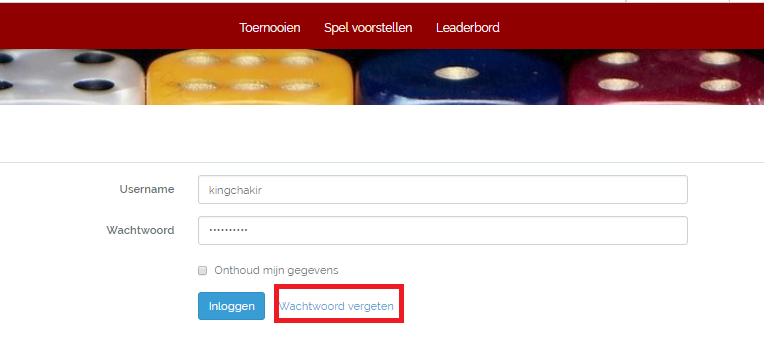 Toernooien Spel voorstellen Leaderbord
Username kingchakir
Wachtwoord ••••••••••
Onthoud mijn gegevens
Inloggen Wachtwoord vergeten